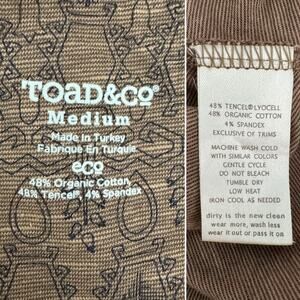 TOAD&CO®
Medium
Made in Turkey
Fabriqué En Turquie
eco
48% Organic Cotton,
48% Tencel®, 4% Spandex
48% TENCEL® LYOCELL
48% ORGANIC COTTON
4% SPANDEX
EXCLUSIVE OF TRIMS
MACHINE WASH COLD
WITH SIMILAR COLORS
GENTLE CYCLE
DO NOT BLEACH
TUMBLE DRY
LOW HEAT
IRON COOL AS NEEDED
dirty is the new clean
wear more, wash less
wear it out or pass it on